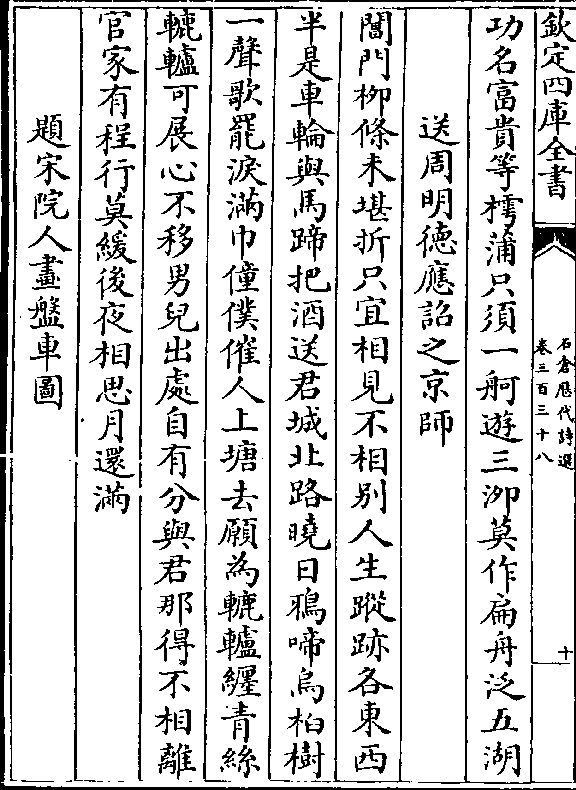 欽定四庫全書
石倉歷代詩選
卷三百三十八
十
功名富貴等樗蒲只須一舸遊三泖莫作扁舟泛五湖
送周明德應詔之京師
閶門柳條未堪折只宜相見不相別人生蹤跡各東西
半是車輪與馬蹄把酒送君城北路曉日鴉啼烏桕樹
一聲歌罷淚滿巾僮僕催人上塘去願為轆轤纒青絲
轆轤可展心不移男兒出處自有分與君那得不相離
官家有程行莫緩後夜相思月還滿
題宋院人畫盤車圖